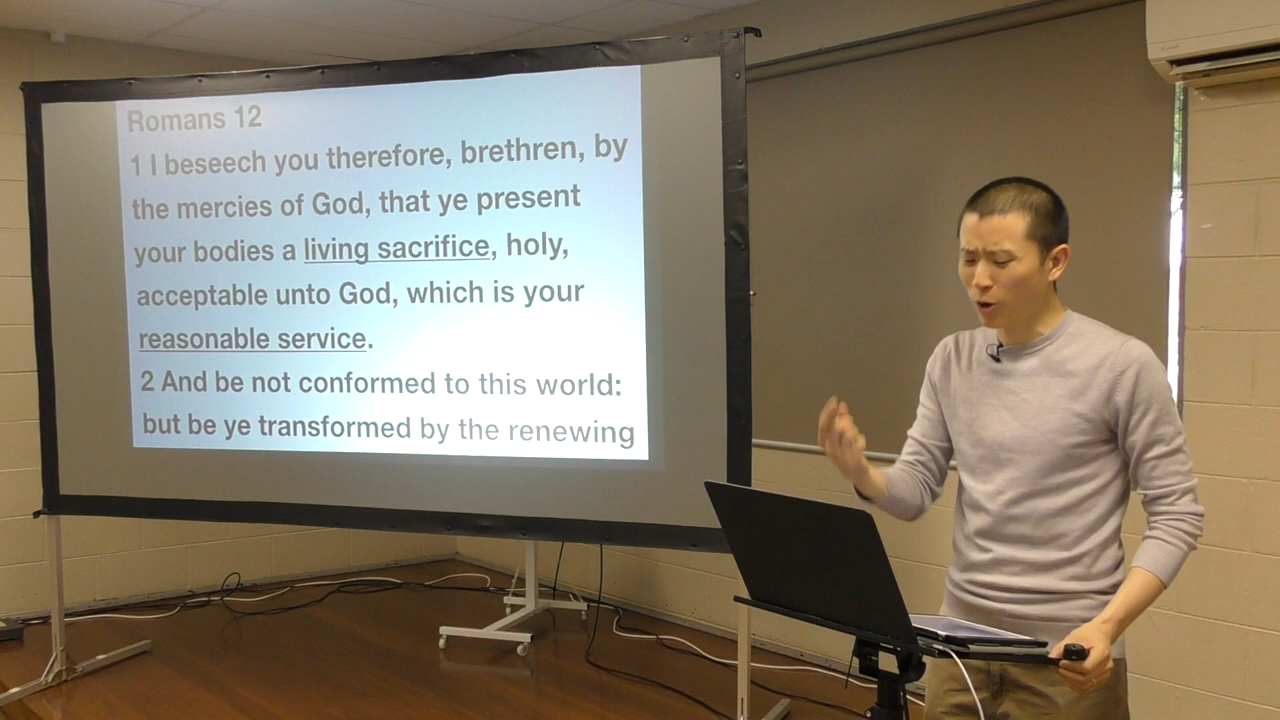 Romans 12
1 I beseech you therefore, brethren, by
the mercies of God, that ye present
your bodies a living sacrifice, holy,
acceptable unto God, which is your
reasonable service.
2 And be not conformed to this world:
but be ye transformed by the renewing